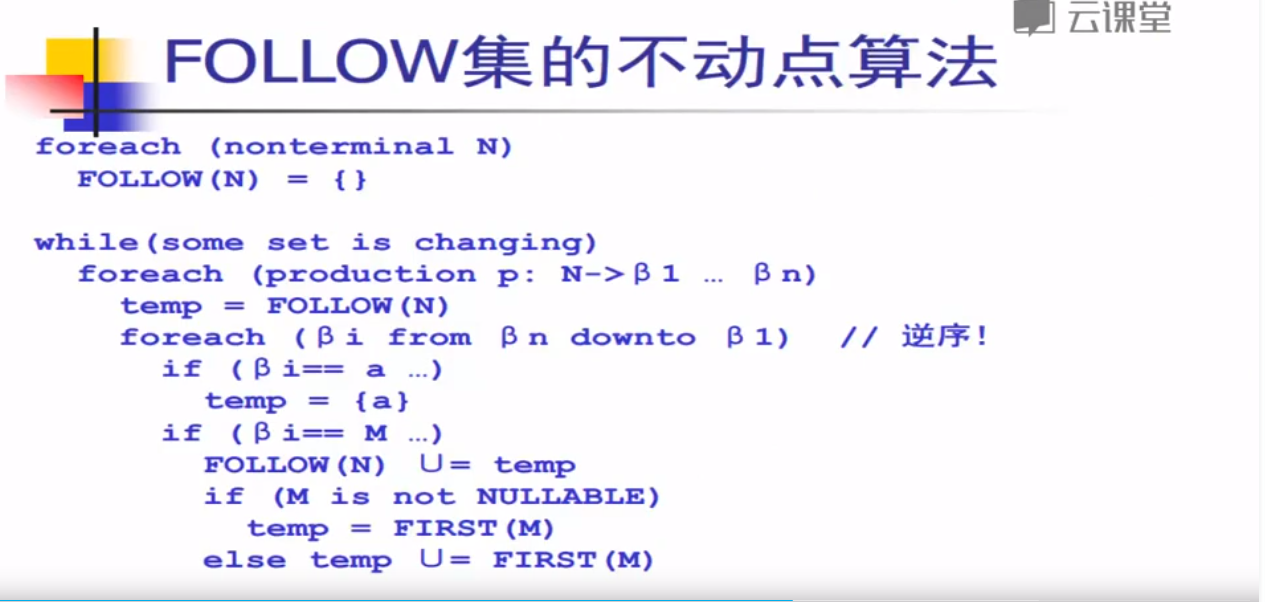 云课堂
FOLLOW集的不动点算法
foreach (nonterminal N)
FOLLOW(N) = {}
while(some set is changing)
foreach (production p: N->β1 … βn)
temp = FOLLOW(N)
foreach (βi from βn downto β1) // 逆序!
if (βi== a …)
temp = {a}
if (βi== M …)
FOLLOW(N) ∪= temp
if (M is not NULLABLE)
temp = FIRST(M)
else temp ∪= FIRST(M)